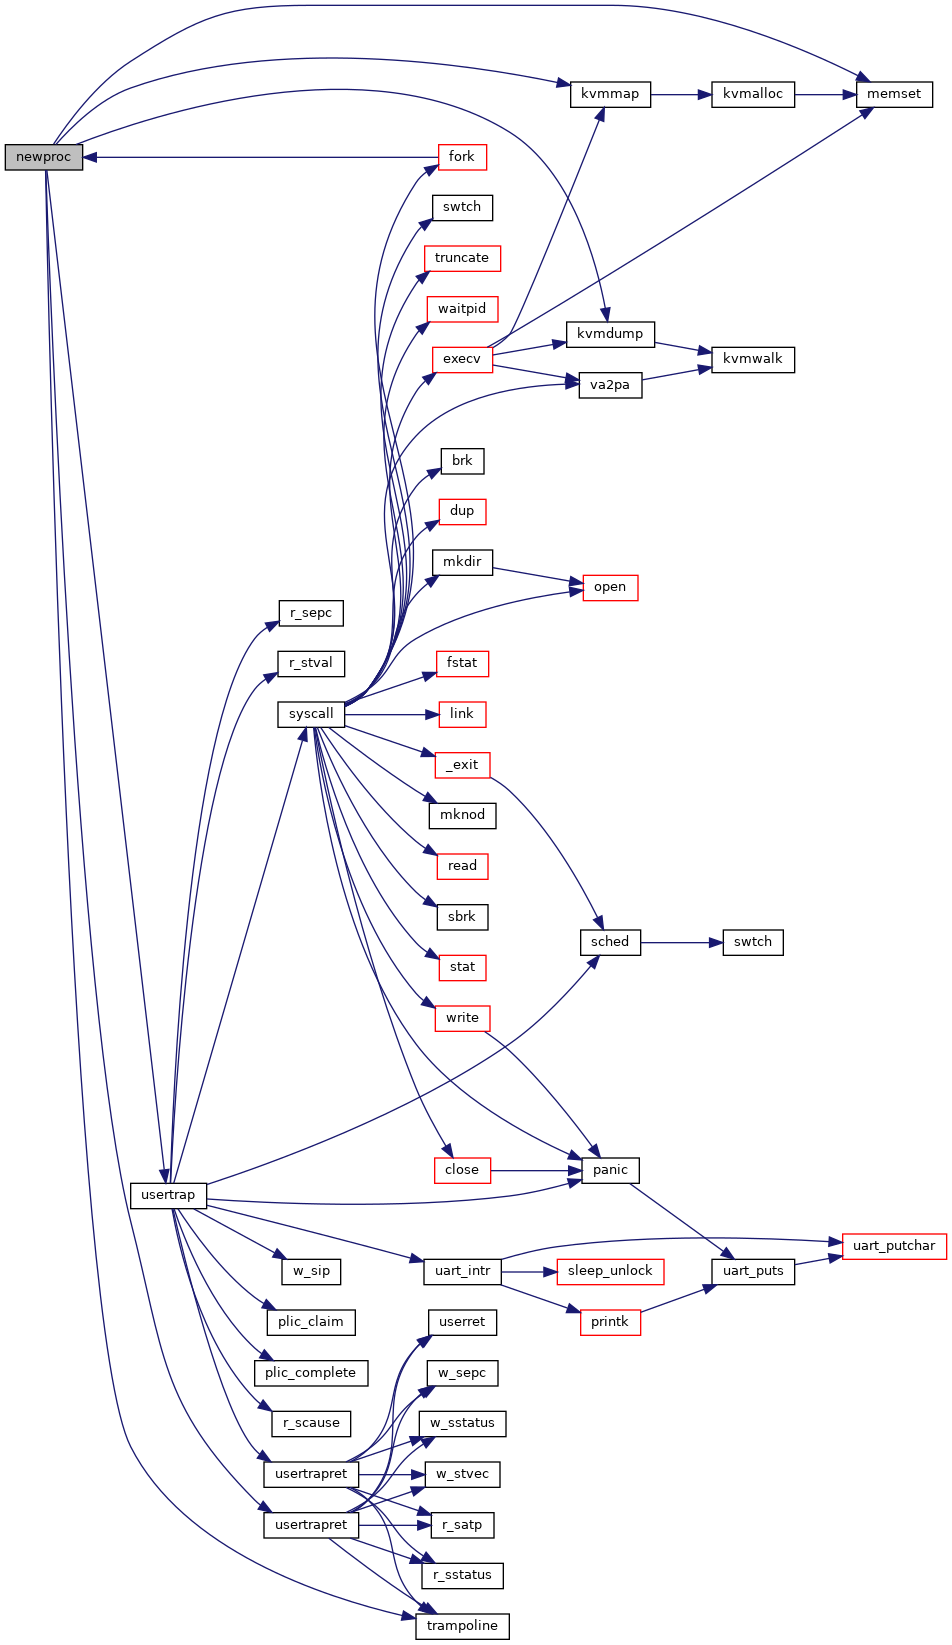 kvmmap
kvmalloc
memset
newproc
fork
swtch
truncate
waitpid
kvmdump
execv
kvmwalk
va2pa
brk
dup
mkdir
open
r_sepc
r_stval
fstat
syscall
link
_exit
mknod
read
sbrk
sched
swtch
stat
write
close
panic
usertrap
uart_putchar
w_sip
uart_intr
sleep_unlock
uart_puts
plic_claim
userret
printk
plic_complete
w_sepc
r_scause
w_sstatus
usertrapret
w_stvec
usertrapret
r_satp
r_sstatus
trampoline